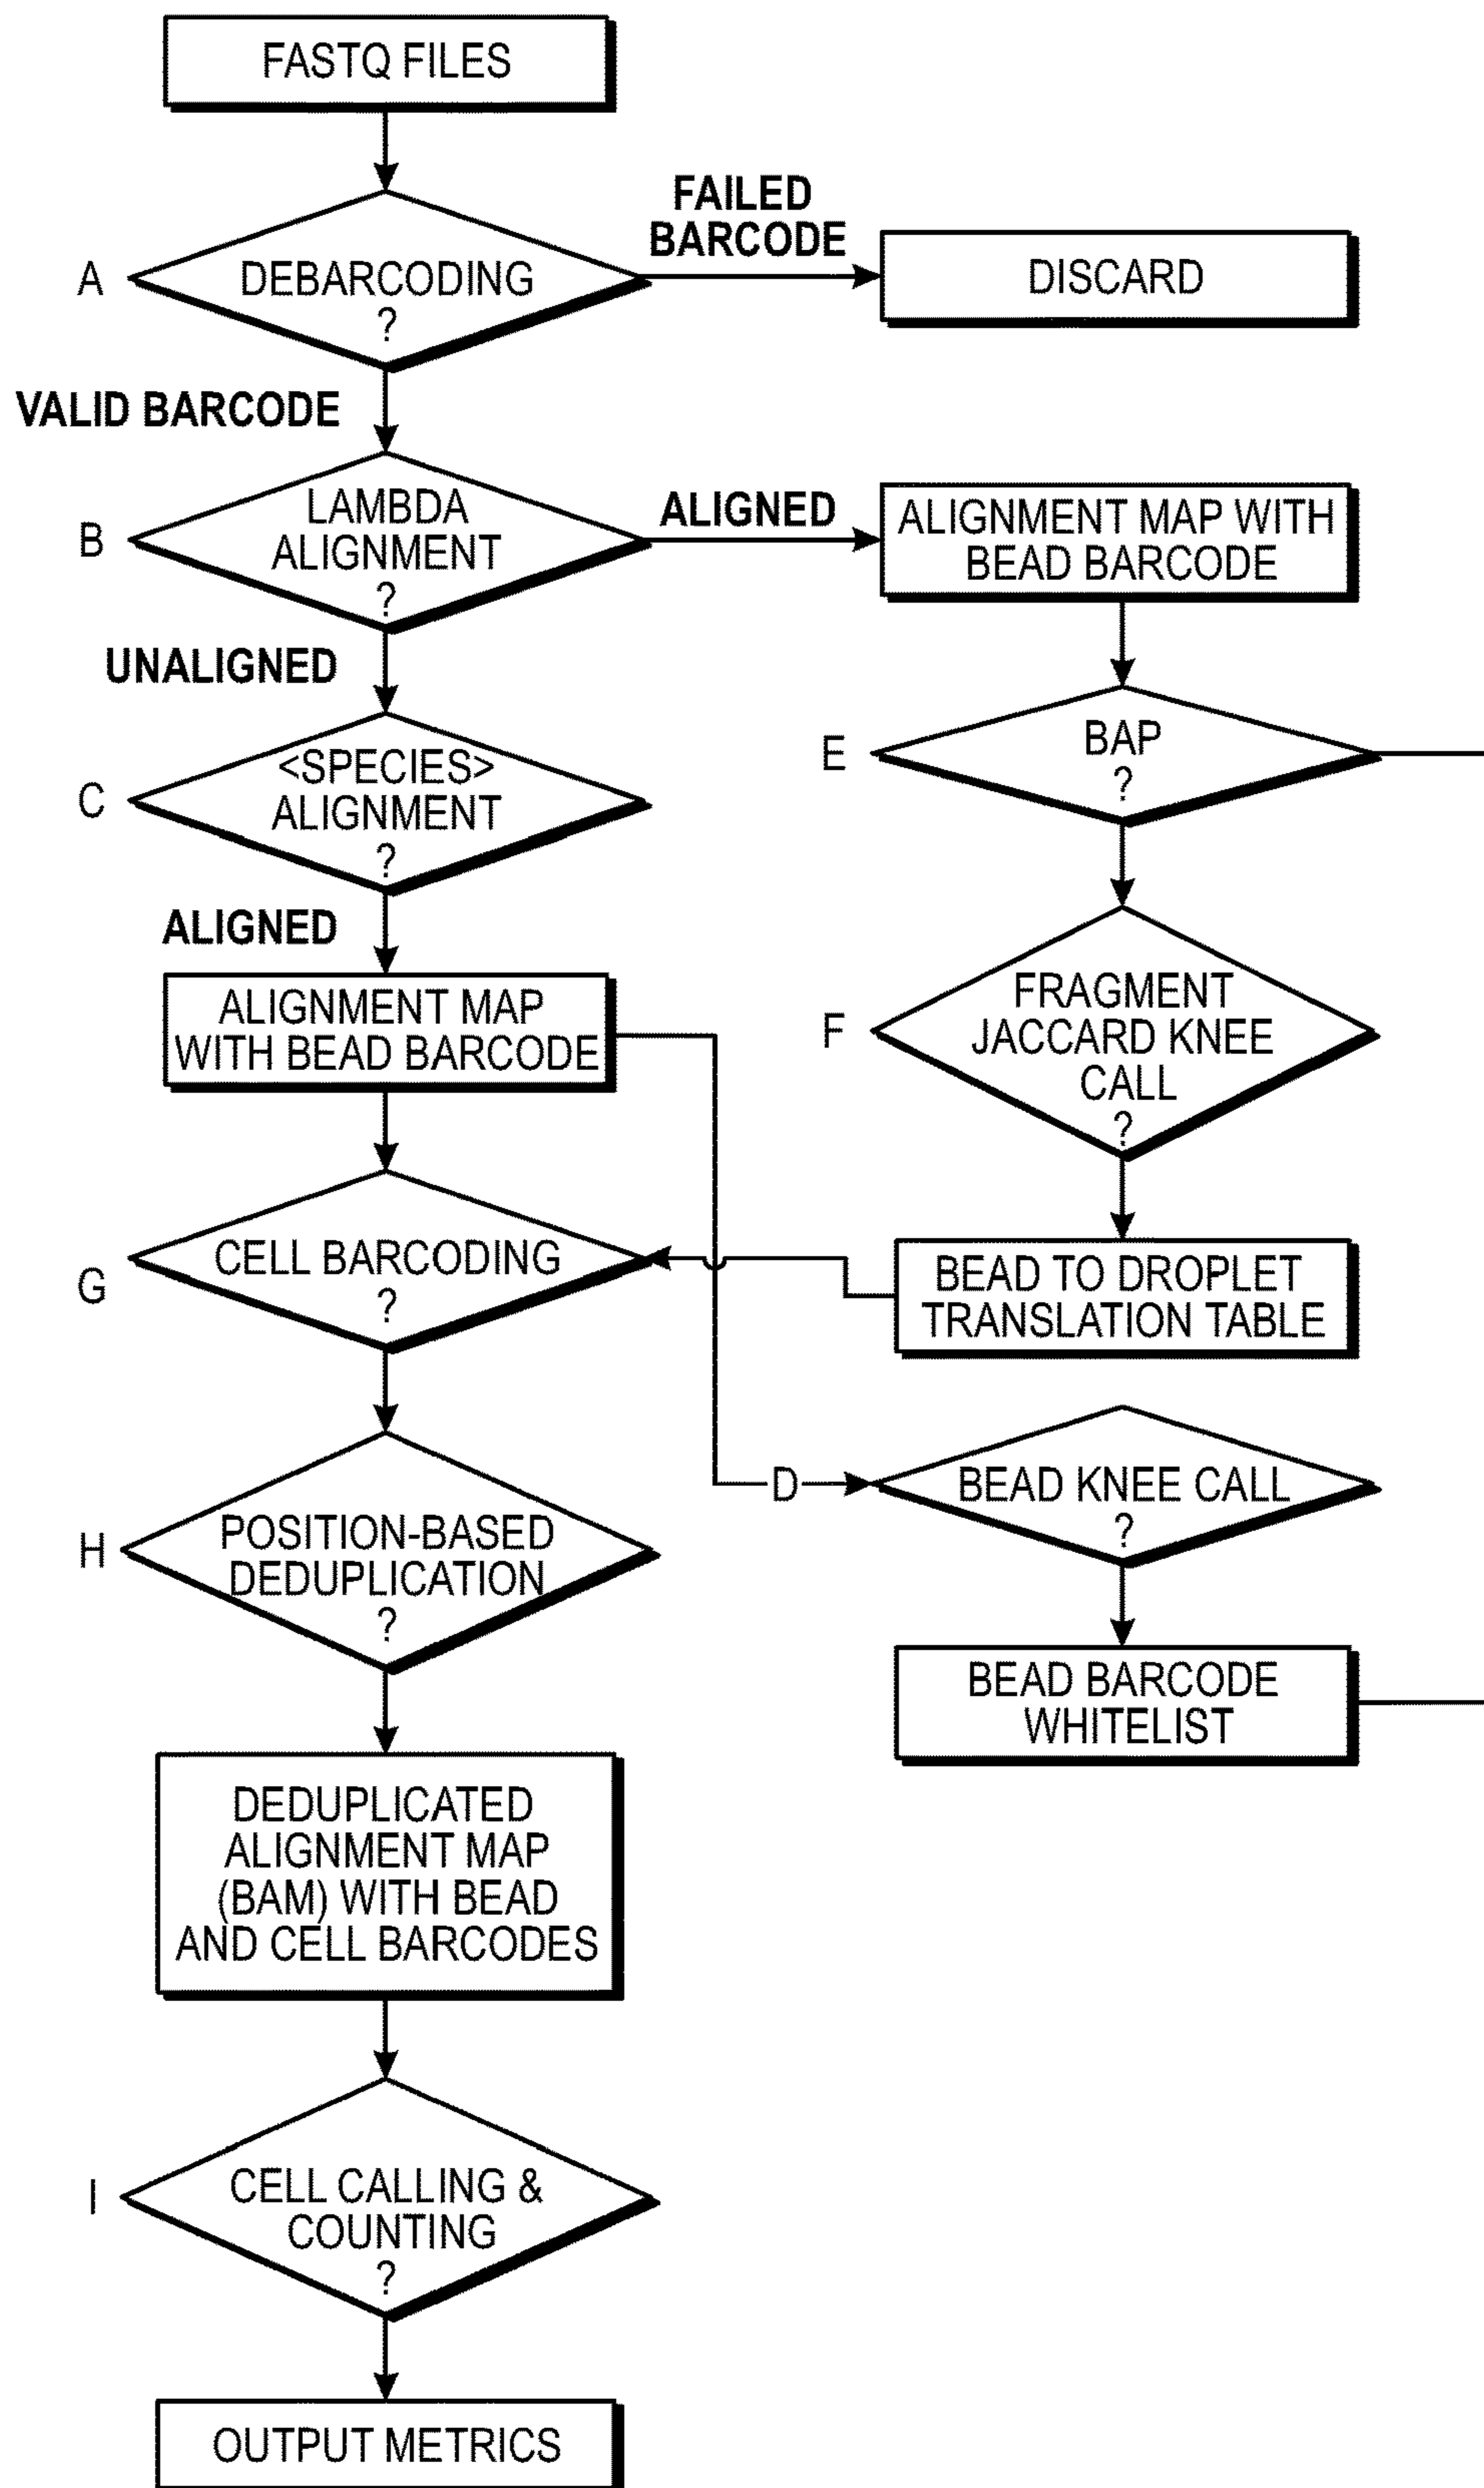 FASTQ FILES
FAILED
BARCODE
A
DEBARCODING
?
DISCARD
VALID BARCODE
B
LAMBDA
ALIGNMENT
?
ALIGNED
ALIGNMENT MAP WITH
BEAD BARCODE
UNALIGNED
C
<SPECIES>
ALIGNMENT
?
E
BAP
?
ALIGNED
ALIGNMENT MAP
WITH BEAD BARCODE
F
FRAGMENT
JACCARD KNEE
CALL
?
G
CELL BARCODING
?
BEAD TO DROPLET
TRANSLATION TABLE
D
BEAD KNEE CALL
?
H
POSITION-BASED
DEDUPLICATION
?
BEAD BARCODE
WHITELIST
DEDUPLICATED
ALIGNMENT MAP
(BAM) WITH BEAD
AND CELL BARCODES
I
CELL CALLING &
COUNTING
?
OUTPUT METRICS